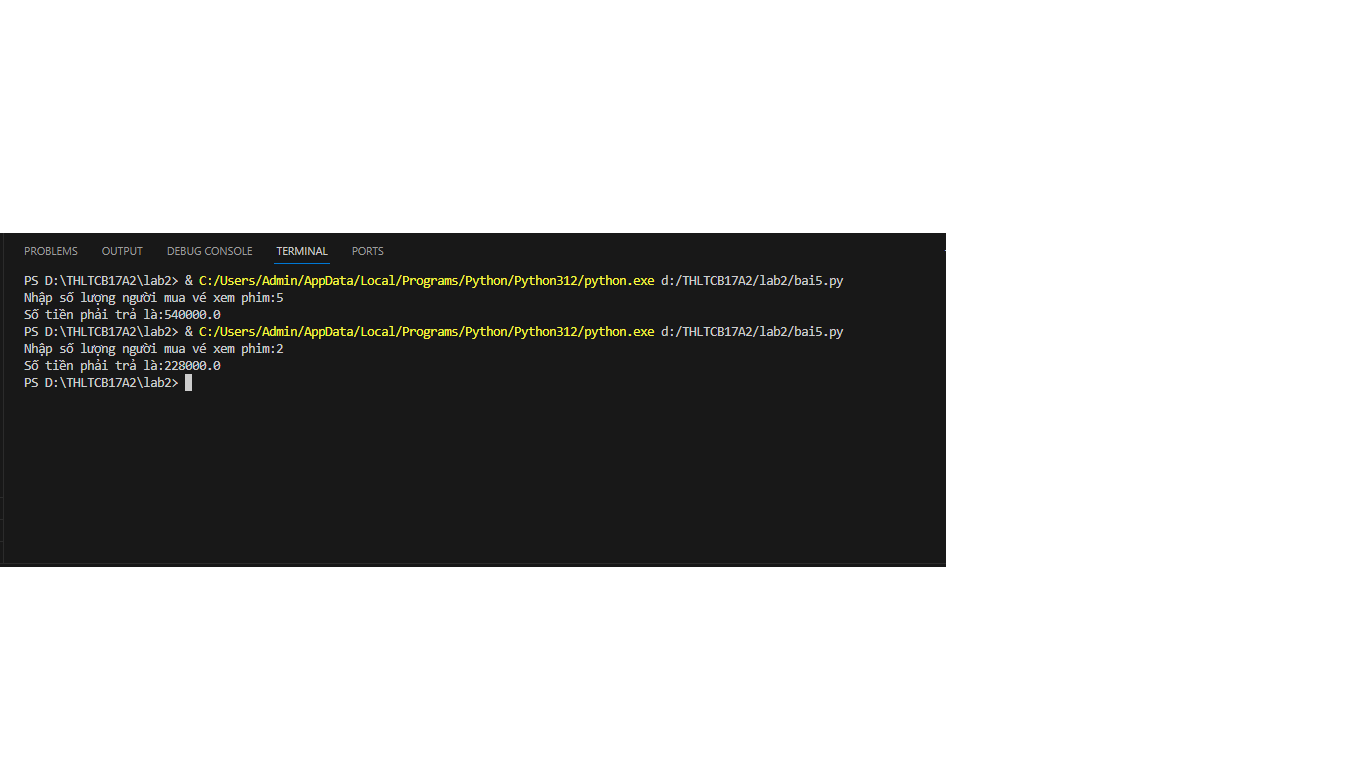 PROBLEMS OUTPUT DEBUG CONSOLE TERMINAL PORTS
PS D:\THLTCB17A2\lab2> & C:/Users/Admin/AppData/Local/Programs/Python/Python312/python.exe d:/THLTCB17A2/lab2/bai5.py
Nhập số lượng người mua vé xem phim:5
Số tiền phải trả là:540000.0
PS D:\THLTCB17A2\lab2> & C:/Users/Admin/AppData/Local/Programs/Python/Python312/python.exe d:/THLTCB17A2/lab2/bai5.py
Nhập số lượng người mua vé xem phim:2
Số tiền phải trả là:228000.0
PS D:\THLTCB17A2\lab2>